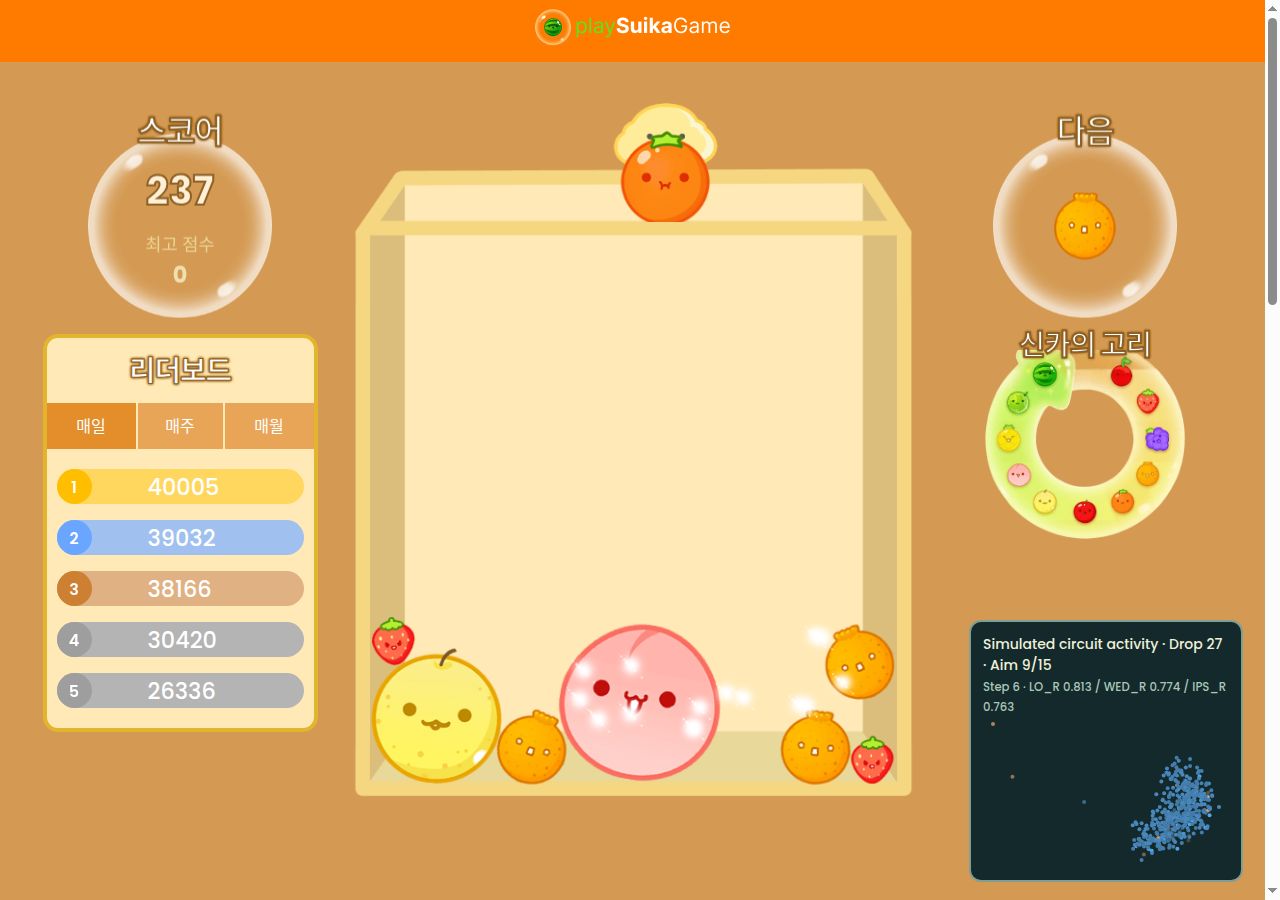 playSuikaGame
스코어
237
최고 점수
0
리더보드
매일 매주 매월
1 40005
2 39032
3 38166
4 30420
5 26336
다음
신카의 고리
Simulated circuit activity · Drop 27
· Aim 9/15
Step 6 · LO_R 0.813 / WED_R 0.774 / IPS_R
0.763